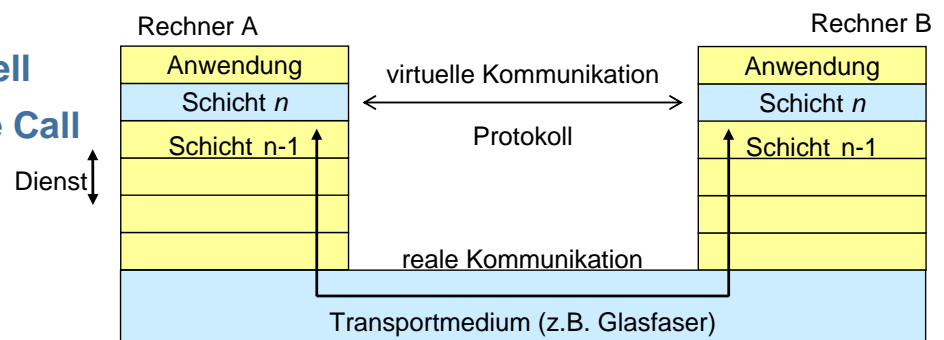 Rechner A
Rechner B
ell
e Call
Anwendung
virtuelle Kommunikation
Anwendung
Schicht n
Schicht n
Protokoll
Schicht n-1
Schicht n-1
Dienst
reale Kommunikation
Transportmedium (z.B. Glasfaser)